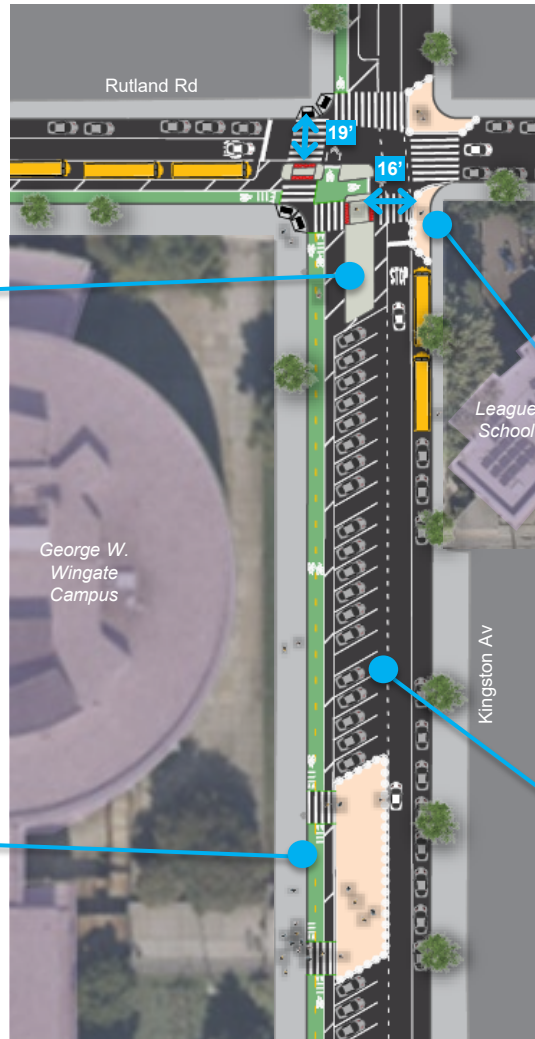 Rutland Rd
19'
16'
STOP
League
School
George W.
Wingate
Campus
Kingston Av